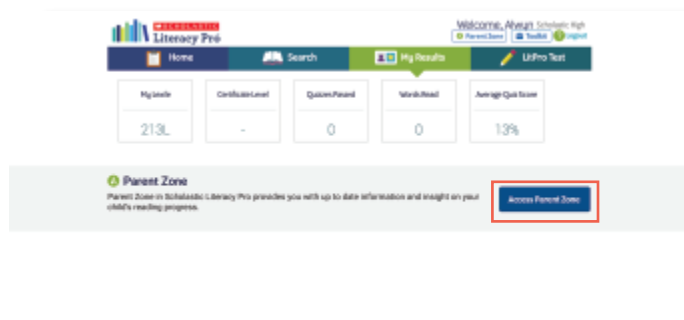 SCHOLASTIC
Literacy Pro
Welcome, Alwyn Scholastic High
Parent Zone Toolkit Logout
Home Search My Results LitPro Test
My Lexile Certificate Level Quizzes Passed Words Read Average Quiz Score
213L - 0 0 13%
Parent Zone
Parent Zone in Scholastic Literacy Pro provides you with up to date information and insight on your
child's reading progress.
Access Parent Zone